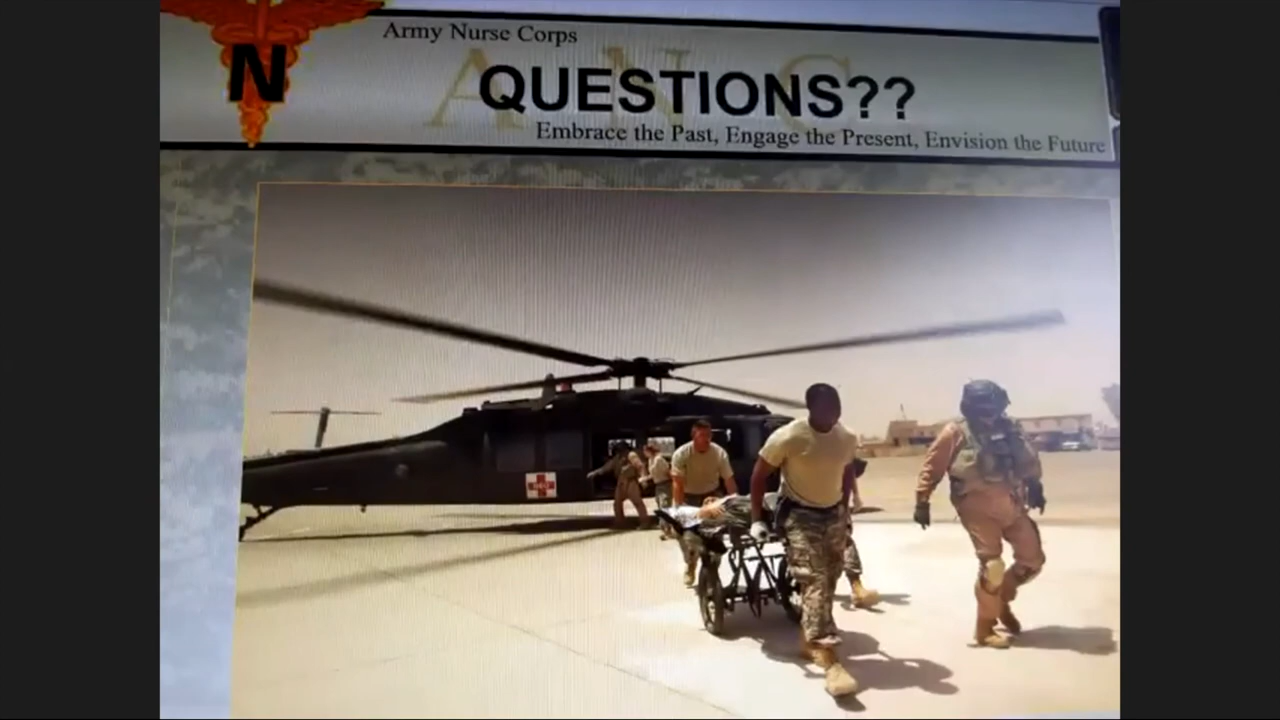 Army Nurse Corps
N
A N C
QUESTIONS??
Embrace the Past, Engage the Present, Envision the Future